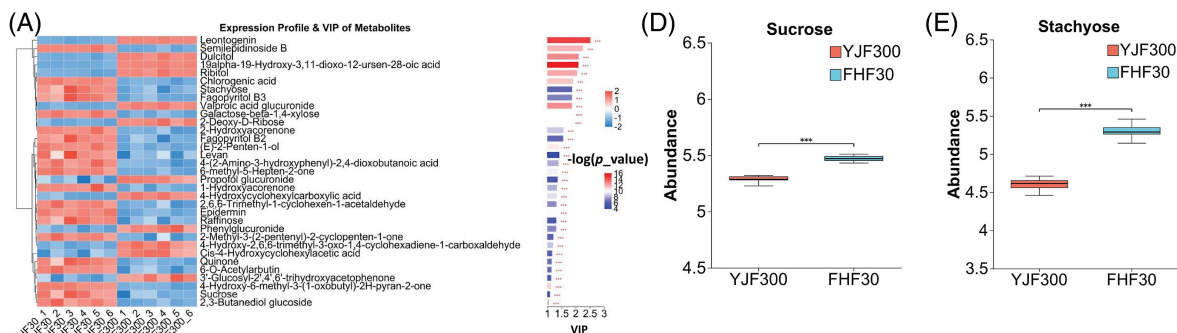 (A)
Expression Profile & VIP of Metabolites
Leontogenin
Semilepidinoside B
Dulcitol
19alpha-19-Hydroxy-3,11-dioxo-12-ursen-28-oic acid
Ribitol
Chlorogenic acid
Stachyose
Fagopyritol B3
Valproic acid glucuronide
Galactose-beta-1,4-xylose
2-Deoxy-D-Ribose
2-Hydroxyacorenone
Fagopyritol B2
(E)-2-Penten-1-ol
Levan
4-(2-Amino-3-hydroxyphenyl)-2,4-dioxobutanoic acid
6-methyl-5-Hepten-2-one
Propofol glucuronide
1-Hydroxyacorenone
4-Hydroxycyclohexylcarboxylic acid
2,6,6-Trimethyl-1-cyclohexen-1-acetaldehyde
Epidermin
Raffinose
Phenylglucuronide
2-Methyl-3-(2-pentenyl)-2-cyclopenten-1-one
4-Hydroxy-2,6,6-trimethyl-3-oxo-1,4-cyclohexadiene-1-carboxaldehyde
Cis-4-Hydroxycyclohexylacetic acid
Quinone
6-O-Acetylarbutin
3'-Glucosyl-2',4',6'-trihydroxyacetophenone
4-Hydroxy-6-methyl-3-(1-oxobutyl)-2H-pyran-2-one
Sucrose
2,3-Butanediol glucoside
2
1
0
-1
-2
-log(p_value)
16
14
12
10
8
6
4
1 1.5 2 2.5 3
VIP
(D)
Sucrose
YJF300
FHF30
Abundance
6.5
6
5.5
5
4.5
***
YJF300 FHF30
(E)
Stachyose
YJF300
FHF30
Abundance
6.5
5.5
4.5
3.5
***
YJF300 FHF30